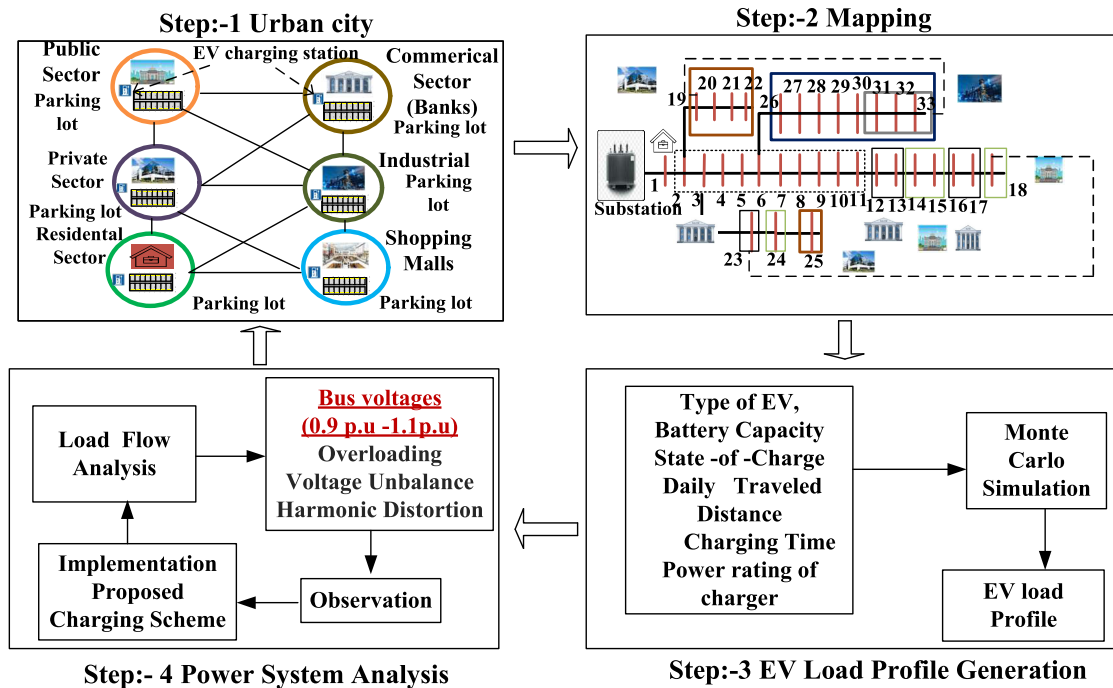 Step:-1 Urban city
Public
Sector
Parking
lot
EV charging station
Commerical
Sector
(Banks)
Parking lot
Private
Sector
Parking lot
Industrial
Parking
lot
Residental
Sector
Parking lot
Shopping
Malls
Parking lot
Step:-2 Mapping
20 21 22
19
27 28 29 30 31 32
26
33
Substation
1
2 3 4 5 6 7 8 9 10 11 12 13 14 15 16 17
18
23
24
25
Type of EV,
Battery Capacity
State -of -Charge
Daily Traveled
Distance
Charging Time
Power rating of
charger
Monte
Carlo
Simulation
EV load
Profile
Step:-3 EV Load Profile Generation
Load Flow
Analysis
Bus voltages
(0.9 p.u -1.1p.u)
Overloading
Voltage Unbalance
Harmonic Distortion
Implementation
Proposed
Charging Scheme
Observation
Step:- 4 Power System Analysis